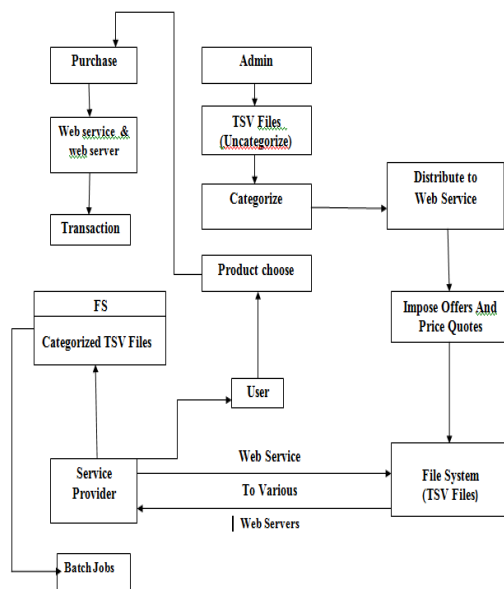 Purchase
Admin
Web service & 
web server
TSV Files
(Uncategorize)
Transaction
Categorize
Distribute to
Web Service
Product choose
FS
Categorized TSV Files
Impose Offers And
Price Quotes
User
Service
Provider
Web Service
To Various
Web Servers
File System
(TSV Files)
Batch Jobs